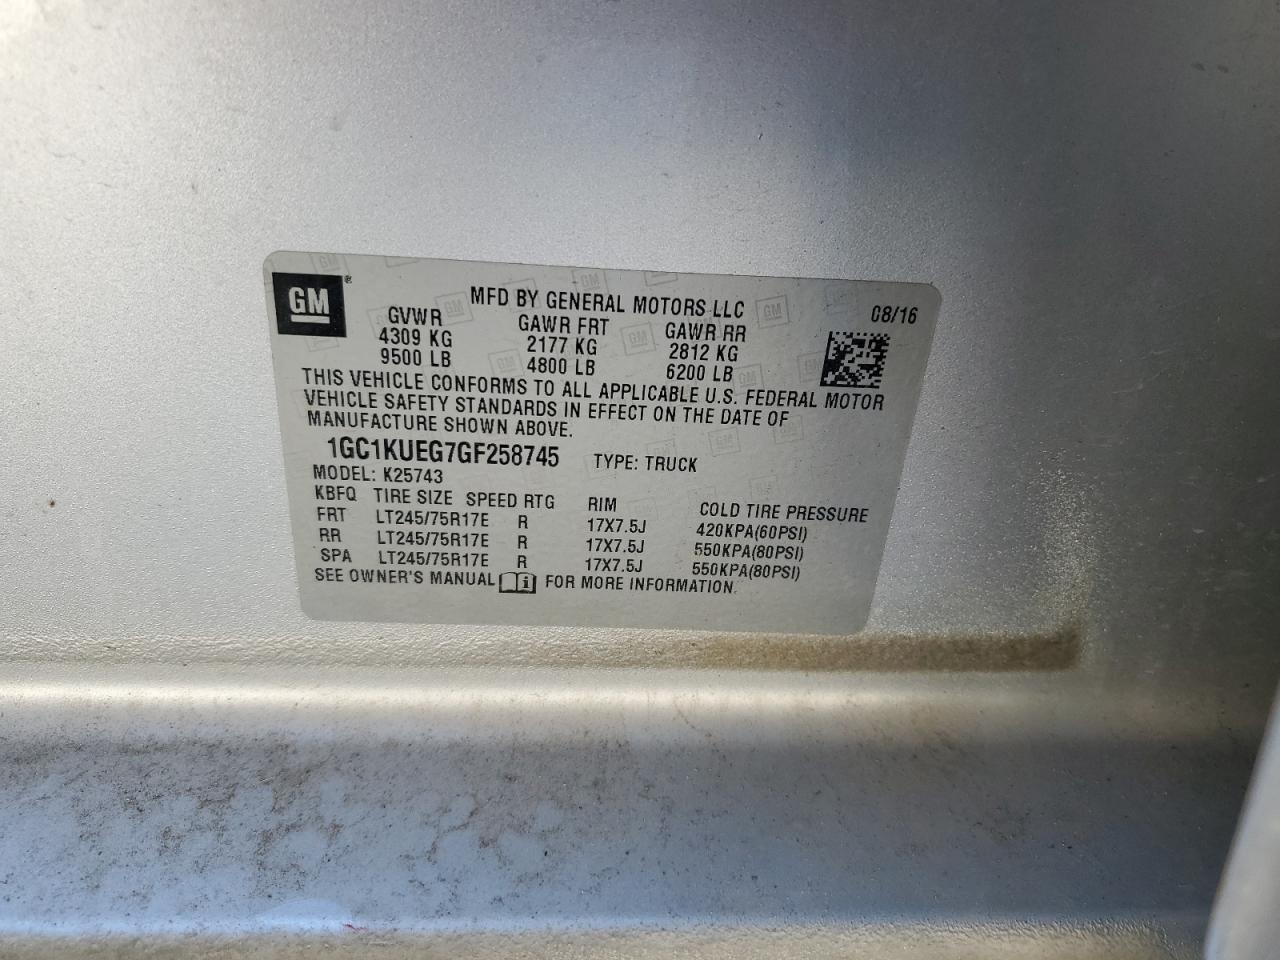 GM®
MFD BY GENERAL MOTORS LLC 08/16
GVWR GAWR FRT GAWR RR
4309 KG 2177 KG 2812 KG
9500 LB 4800 LB 6200 LB
THIS VEHICLE CONFORMS TO ALL APPLICABLE U.S. FEDERAL MOTOR
VEHICLE SAFETY STANDARDS IN EFFECT ON THE DATE OF
MANUFACTURE SHOWN ABOVE.
1GC1KUEG7GF258745 TYPE: TRUCK
MODEL: K25743
KBFQ TIRE SIZE SPEED RTG RIM COLD TIRE PRESSURE
FRT LT245/75R17E R 17X7.5J 420KPA(60PSI)
RR LT245/75R17E R 17X7.5J 550KPA(80PSI)
SPA LT245/75R17E R 17X7.5J 550KPA(80PSI)
SEE OWNER'S MANUAL i FOR MORE INFORMATION.